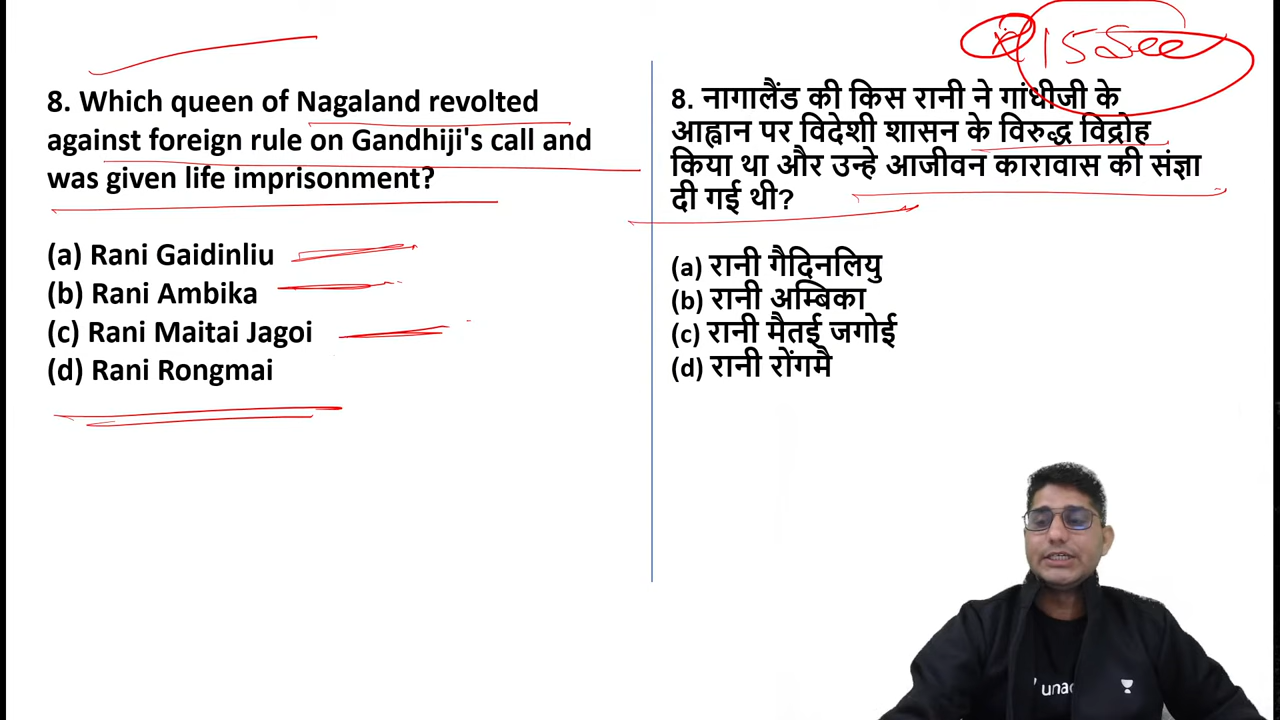 15 See
8. Which queen of Nagaland revolted
against foreign rule on Gandhiji's call and
was given life imprisonment?
(a) Rani Gaidinliu
(b) Rani Ambika
(c) Rani Maitai Jagoi
(d) Rani Rongmai
8. नागालैंड की किस रानी ने गांधीजी के
आह्वान पर विदेशी शासन के विरुद्ध विद्रोह
किया था और उन्हे आजीवन कारावास की संज्ञा
दी गई थी?
(a) रानी गैदिनलियु
(b) रानी अम्बिका
(c) रानी मैतई जगोई
(d) रानी रोंगमै